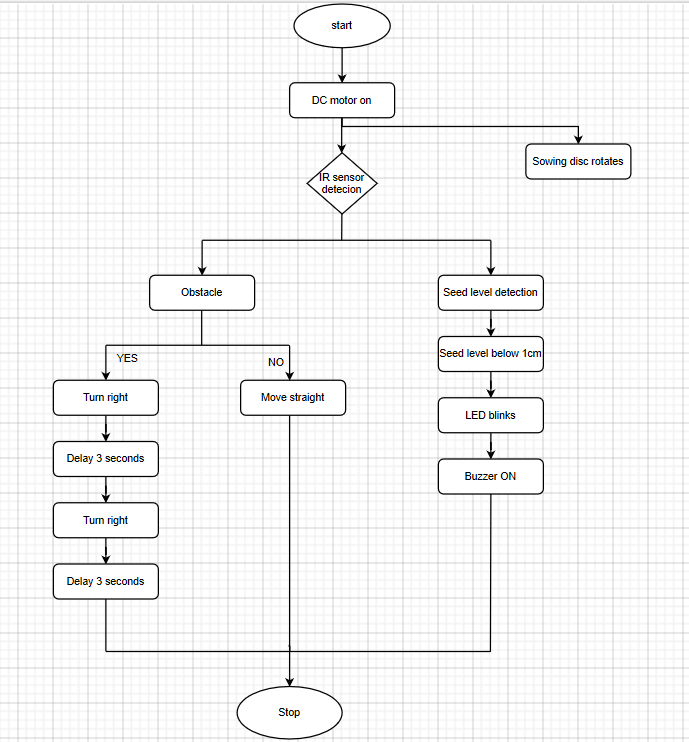 start
DC motor on
Sowing disc rotates
IR sensor
detecion
Obstacle
Seed level detection
YES
NO
Seed level below 1cm
Turn right
Move straight
LED blinks
Delay 3 seconds
Buzzer ON
Turn right
Delay 3 seconds
Stop